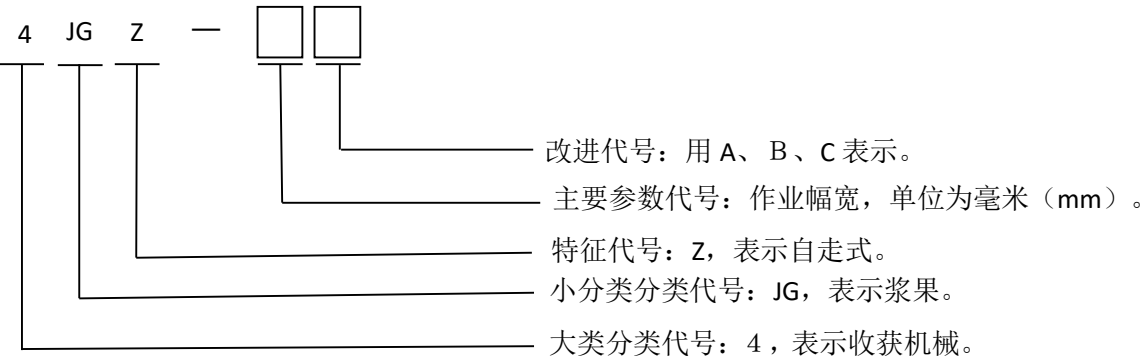 4 JG Z —
改进代号：用 A、B、C 表示。
主要参数代号：作业幅宽，单位为毫米（mm）。
特征代号：Z，表示自走式。
小分类分类代号：JG，表示浆果。
大类分类代号：4，表示收获机械。